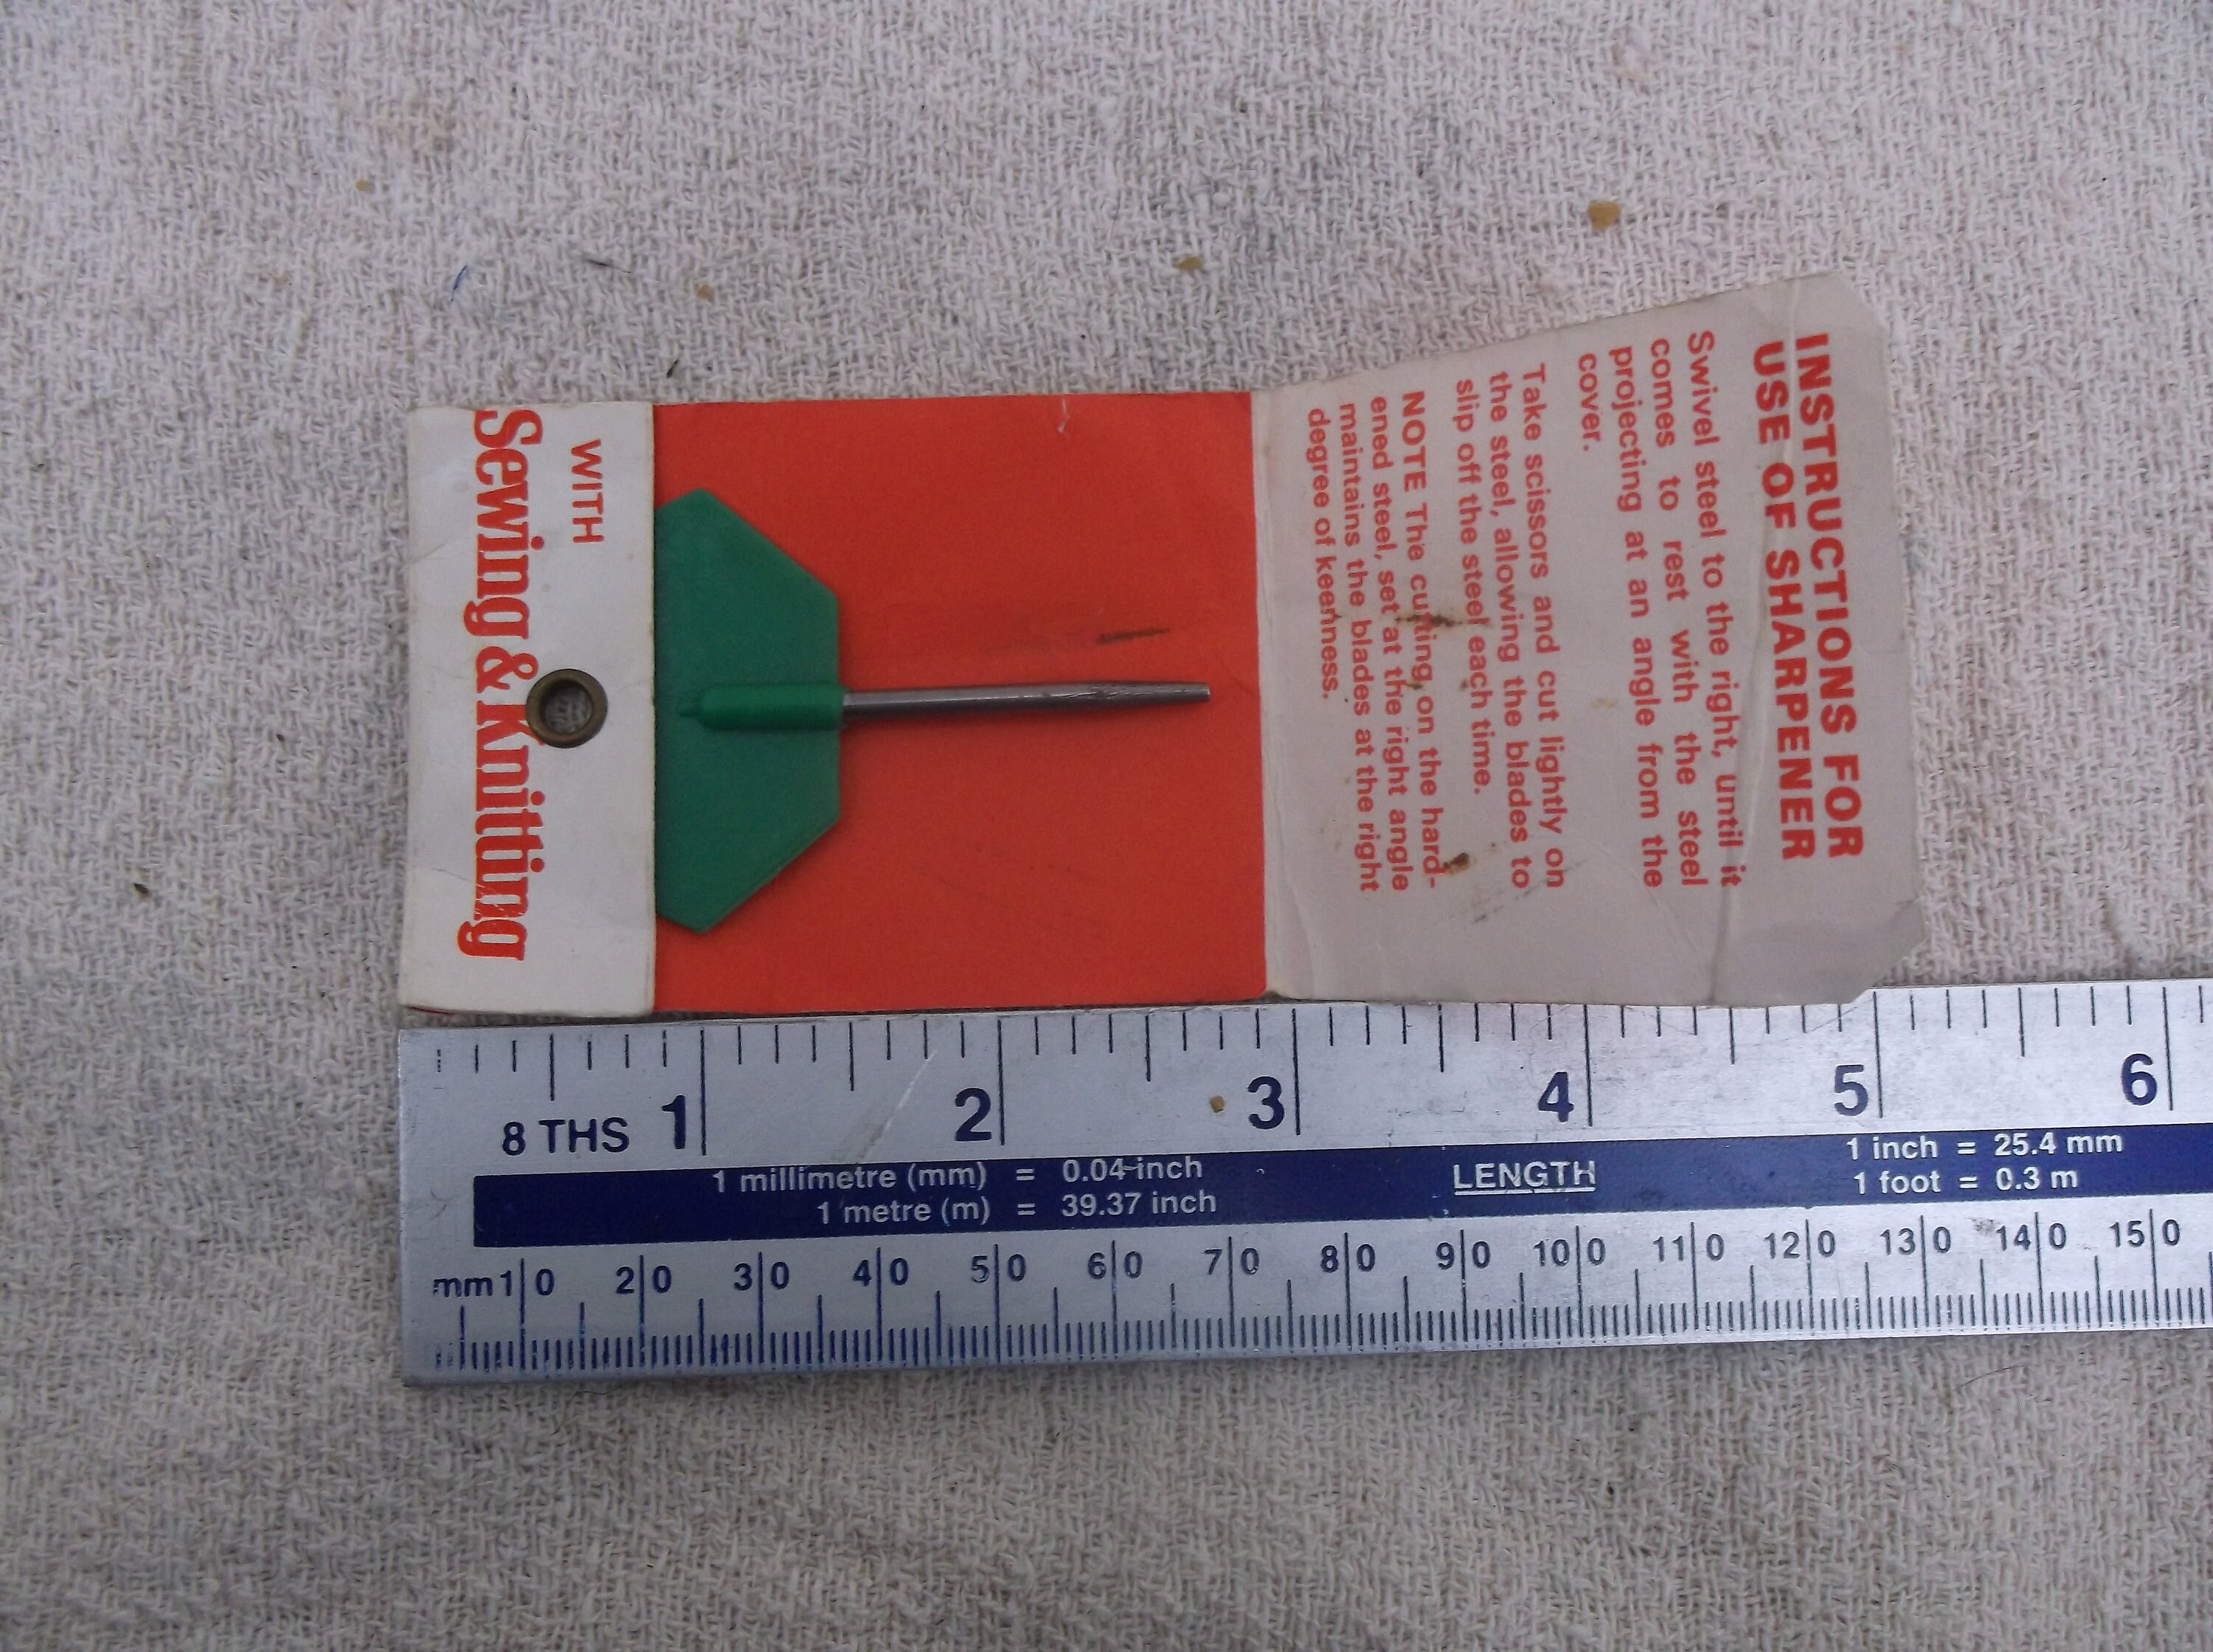 WITH
Sewing & Knitting
INSTRUCTIONS FOR
USE OF SHARPENER
Swivel steel to the right, until it
comes to rest with the steel
projecting at an angle from the
cover.
Take scissors and cut lightly on
the steel, allowing the blades to
slip off the steel each time.
NOTE The cutting, on the hard-
ened steel, set at the right angle
maintains the blades at the right
degree of keenness.
8 THS 1 2 3 4 5 6
1 millimetre (mm) = 0.04 inch
1 metre (m) = 39.37 inch
LENGTH
1 inch = 25.4 mm
1 foot = 0.3 m
mm 10 20 30 40 50 60 70 80 90 100 110 120 130 140 150